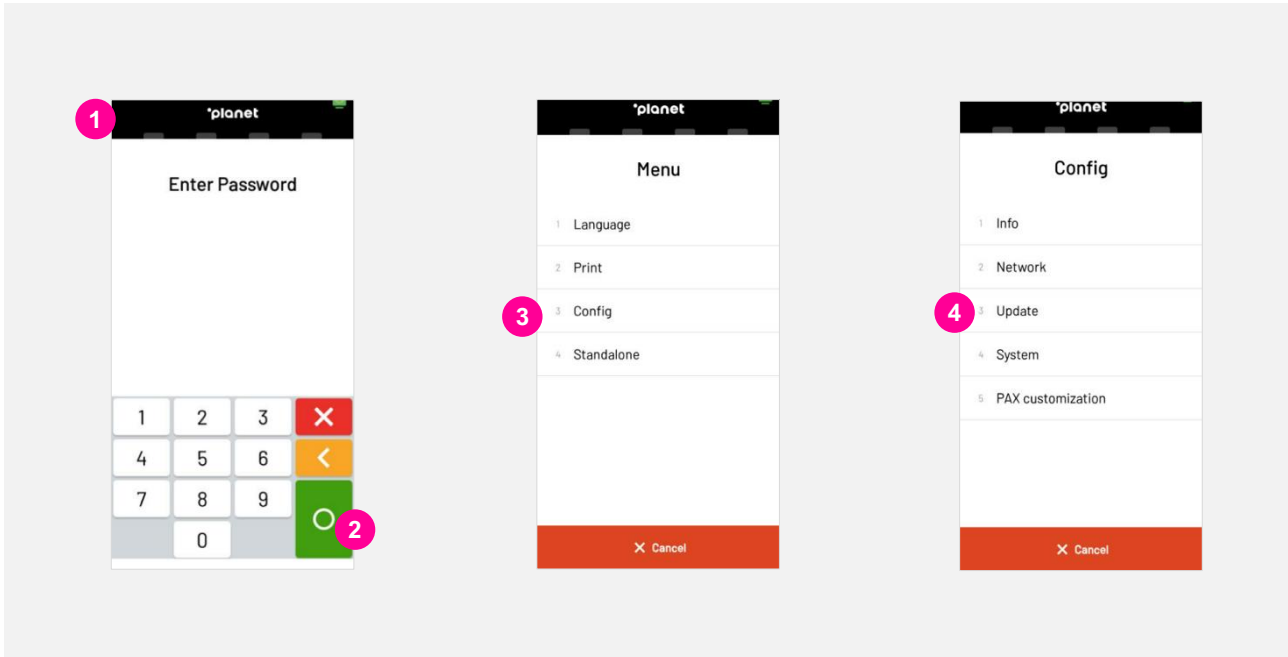 1
planet
Enter Password
1 2 3
4 5 6
7 8 9
0
2
planet
Menu
1 Language
2 Print
3
3 Config
4 Standalone
Cancel
planet
Config
1 Info
2 Network
4
3 Update
4 System
5 PAX customization
Cancel